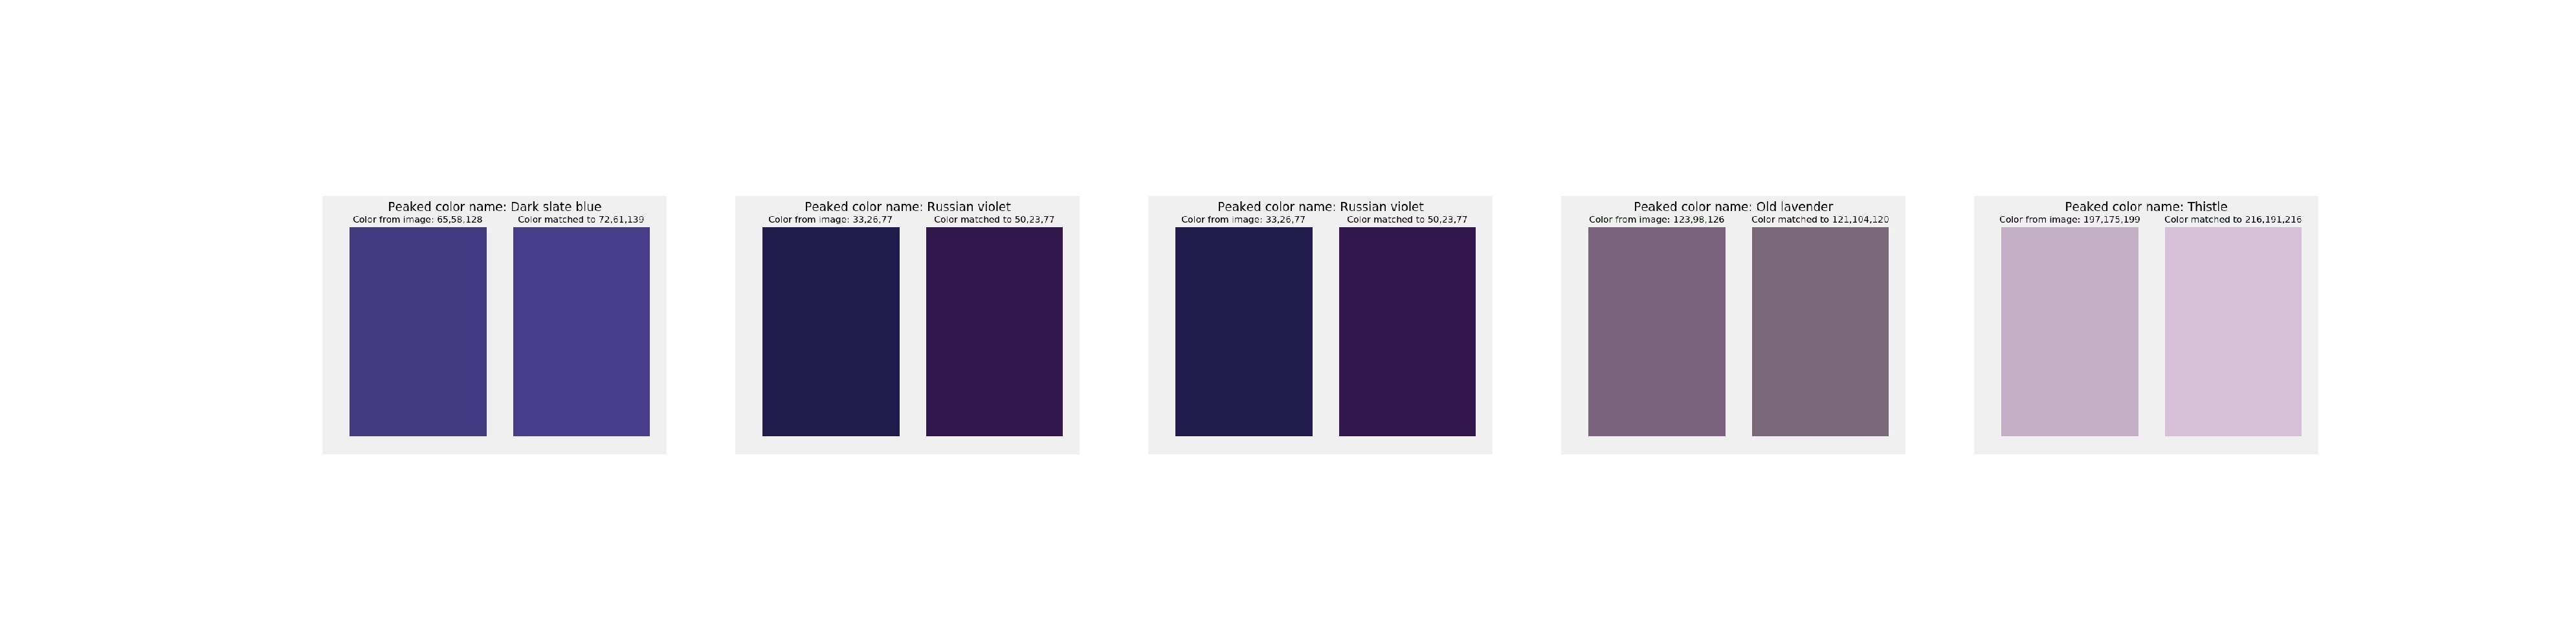 Peaked color name: Dark slate blue
Color from image: 65,58,128
Color matched to 72,61,139
Peaked color name: Russian violet
Color from image: 33,26,77
Color matched to 50,23,77
Peaked color name: Russian violet
Color from image: 33,26,77
Color matched to 50,23,77
Peaked color name: Old lavender
Color from image: 123,98,126
Color matched to 121,104,120
Peaked color name: Thistle
Color from image: 197,175,199
Color matched to 216,191,216